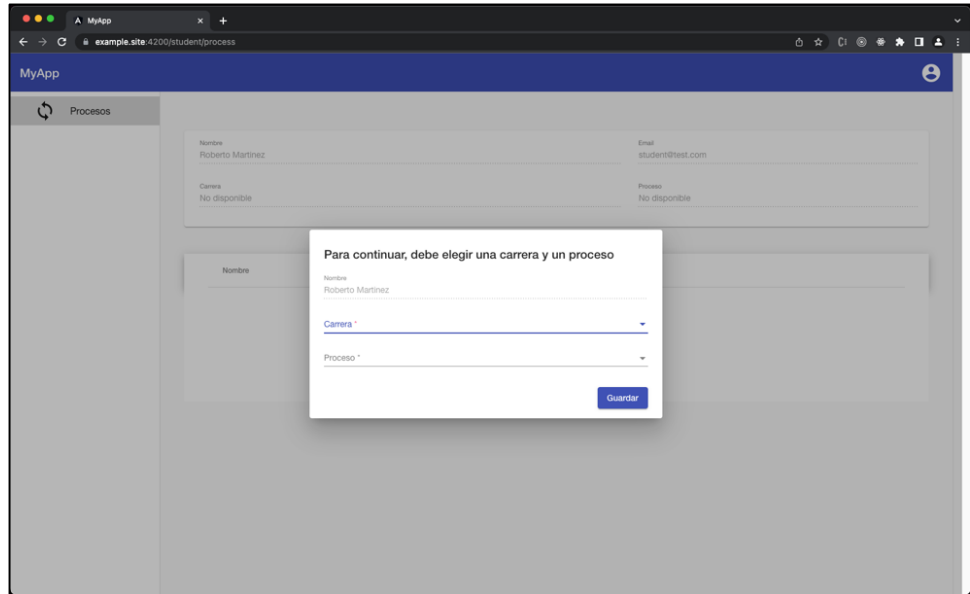 MyApp
example.site:4200/student/process
MyApp
Procesos
Nombre
Roberto Martinez
Email
student@test.com
Carrera
No disponible
Proceso
No disponible
Nombre
Para continuar, debe elegir una carrera y un proceso
Nombre
Roberto Martinez
Carrera *
Proceso *
Guardar